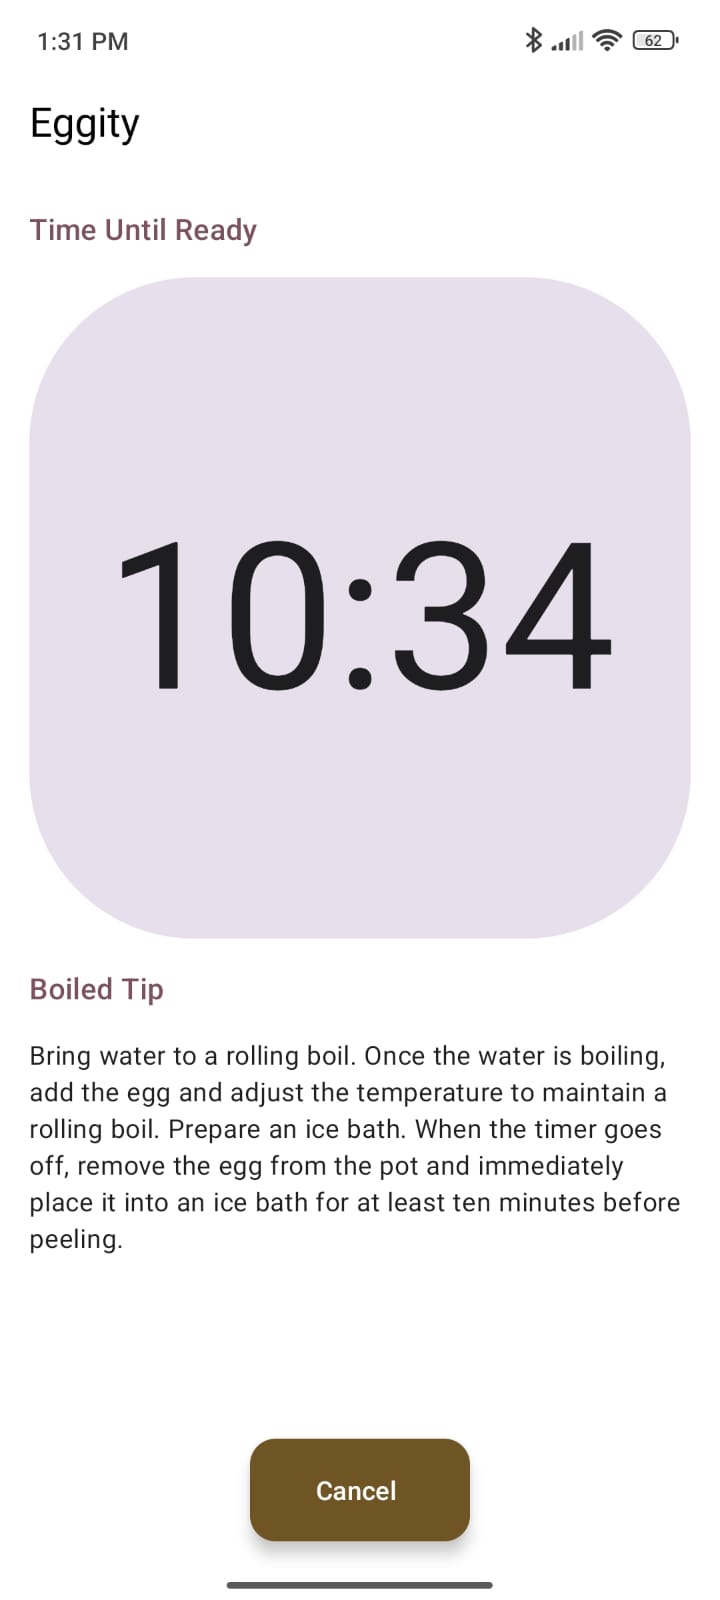 1:31 PM
62
Eggity
Time Until Ready
10:34
Boiled Tip
Bring water to a rolling boil. Once the water is boiling,
add the egg and adjust the temperature to maintain a
rolling boil. Prepare an ice bath. When the timer goes
off, remove the egg from the pot and immediately
place it into an ice bath for at least ten minutes before
peeling.
Cancel